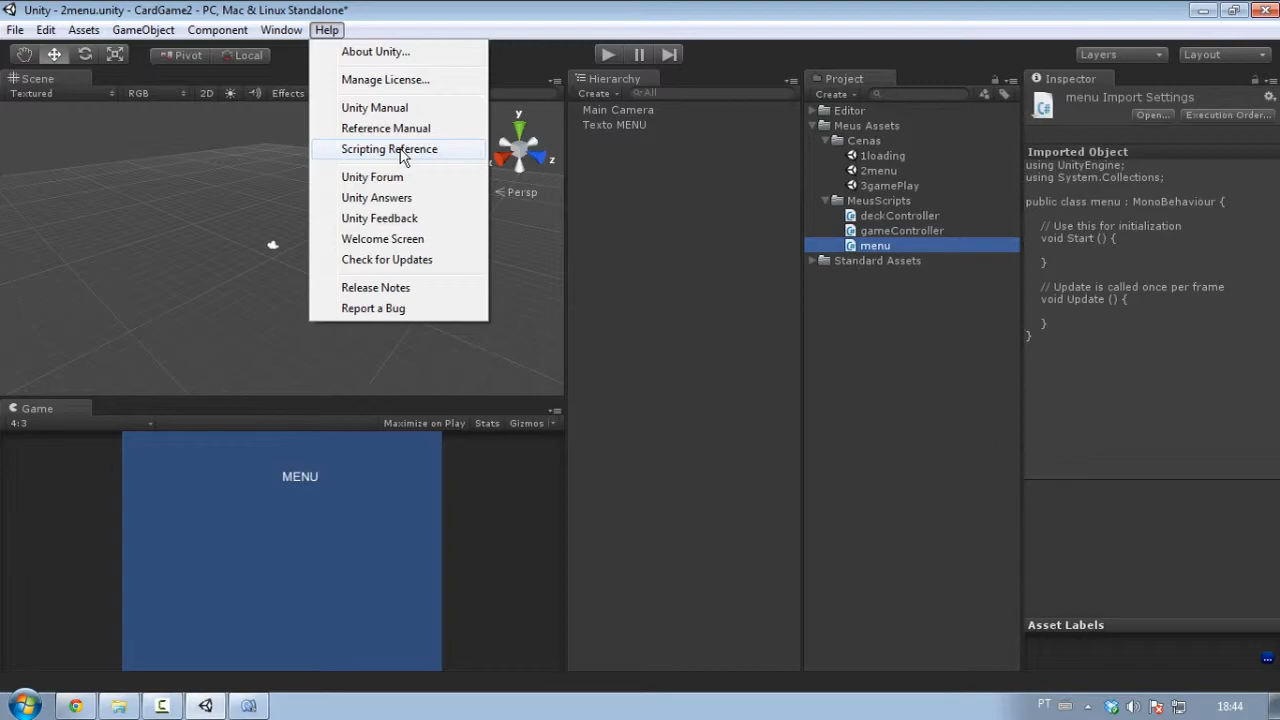 Unity - 2menu.unity - CardGame2 - PC, Mac & Linux Standalone*
File Edit Assets GameObject Component Window Help
Pivot Local Layers Layout
About Unity...
Manage License...
Unity Manual
Reference Manual
Scripting Reference
Unity Forum
Unity Answers
Unity Feedback
Welcome Screen
Check for Updates
Release Notes
Report a Bug
Scene
Textured RGB 2D Effects
y
z
Persp
Game
4:3 Maximize on Play Stats Gizmos
MENU
Hierarchy
Create All
Main Camera
Texto MENU
Project
Create
Editor
Meus Assets
Cenas
1loading
2menu
3gamePlay
MeusScripts
deckController
gameController
menu
Standard Assets
Inspector
C#
menu Import Settings
Open... Execution Order...
Imported Object
using UnityEngine;
using System.Collections;
public class menu : MonoBehaviour {
// Use this for initialization
void Start () {
}
// Update is called once per frame
void Update () {
}
}
Asset Labels
...
PT 18:44